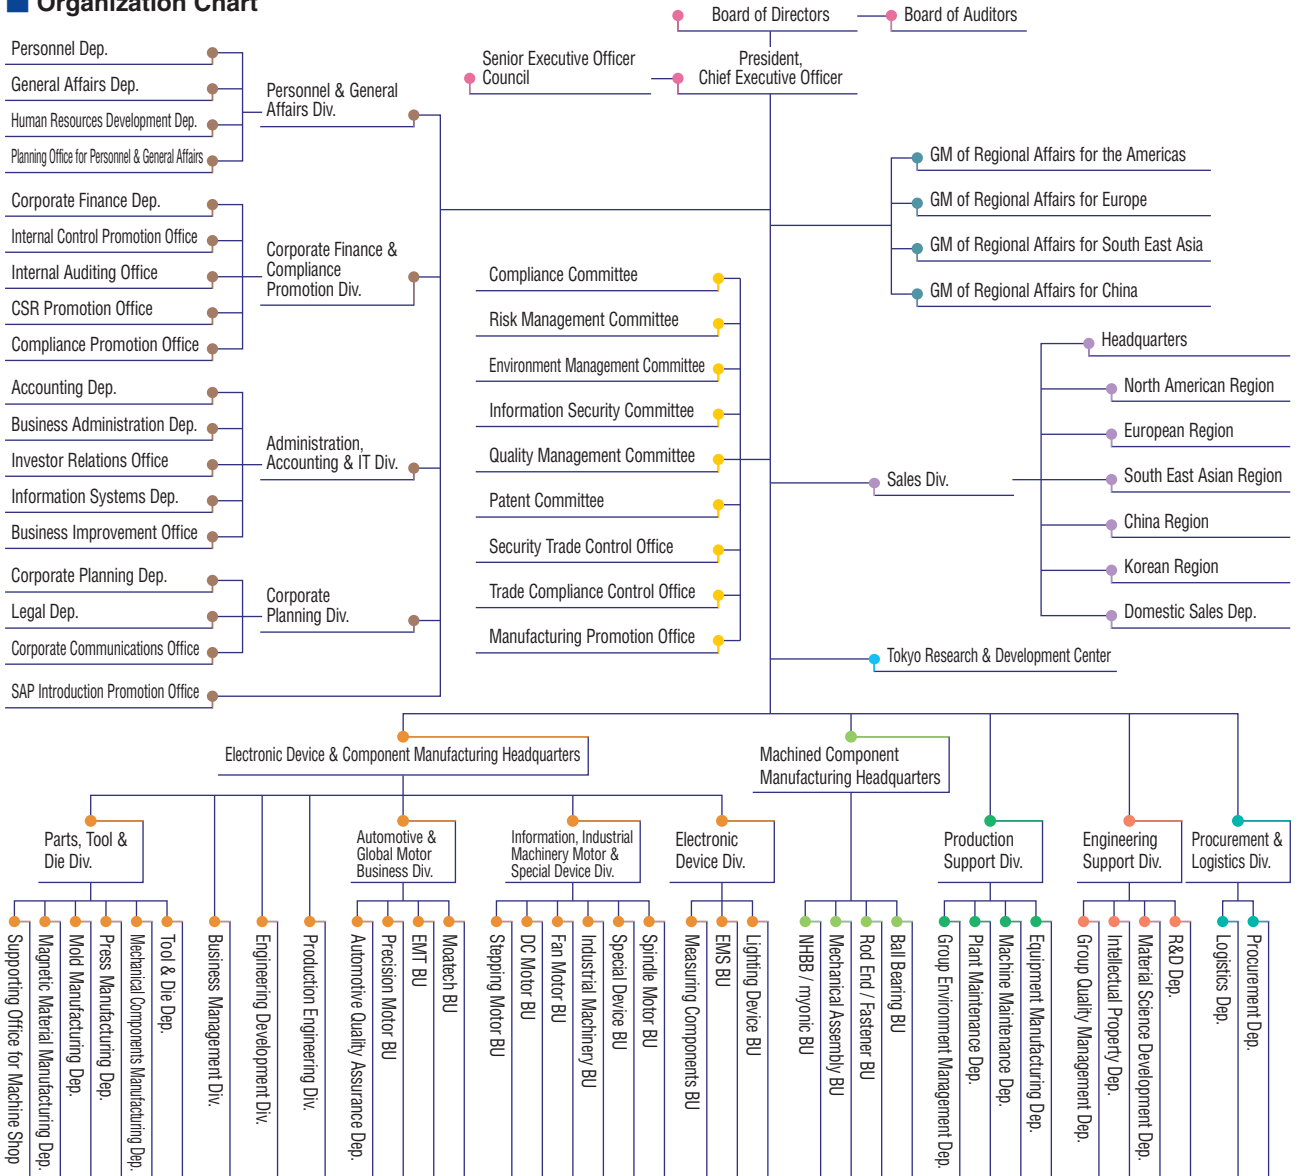 Organization Chart
Board of Directors
Board of Auditors
Senior Executive Officer
Council
President,
Chief Executive Officer
Personnel Dep.
General Affairs Dep.
Human Resources Development Dep.
Planning Office for Personnel & General Affairs
Personnel & General
Affairs Div.
Corporate Finance Dep.
Internal Control Promotion Office
Internal Auditing Office
CSR Promotion Office
Compliance Promotion Office
Corporate Finance &
Compliance
Promotion Div.
Accounting Dep.
Business Administration Dep.
Investor Relations Office
Information Systems Dep.
Business Improvement Office
Administration,
Accounting & IT Div.
Corporate Planning Dep.
Legal Dep.
Corporate Communications Office
Corporate
Planning Div.
SAP Introduction Promotion Office
Compliance Committee
Risk Management Committee
Environment Management Committee
Information Security Committee
Quality Management Committee
Patent Committee
Security Trade Control Office
Trade Compliance Control Office
Manufacturing Promotion Office
GM of Regional Affairs for the Americas
GM of Regional Affairs for Europe
GM of Regional Affairs for South East Asia
GM of Regional Affairs for China
Sales Div.
Headquarters
North American Region
European Region
South East Asian Region
China Region
Korean Region
Domestic Sales Dep.
Tokyo Research & Development Center
Electronic Device & Component Manufacturing Headquarters
Machined Component
Manufacturing Headquarters
Parts, Tool &
Die Div.
Automotive &
Global Motor
Business Div.
Information, Industrial
Machinery Motor &
Special Device Div.
Electronic
Device Div.
Production
Support Div.
Engineering
Support Div.
Procurement &
Logistics Div.
Supporting Office for Machine Shop
Magnetic Material Manufacturing Dep.
Mold Manufacturing Dep.
Press Manufacturing Dep.
Mechanical Components Manufacturing Dep.
Tool & Die Dep.
Business Management Div.
Engineering Development Div.
Production Engineering Div.
Automotive Quality Assurance Dep.
Precision Motor BU
EMT BU
Moatech BU
Stepping Motor BU
DC Motor BU
Fan Motor BU
Industrial Machinery BU
Special Device BU
Spindle Motor BU
Measuring Components BU
EMS BU
Lighting Device BU
NHBB / myonic BU
Mechanical Assembly BU
Rod End / Fastener BU
Ball Bearing BU
Group Environment Management Dep.
Plant Maintenance Dep.
Machine Maintenance Dep.
Equipment Manufacturing Dep.
Group Quality Management Dep.
Intellectual Property Dep.
Material Science Development Dep.
R&D Dep.
Logistics Dep.
Procurement Dep.